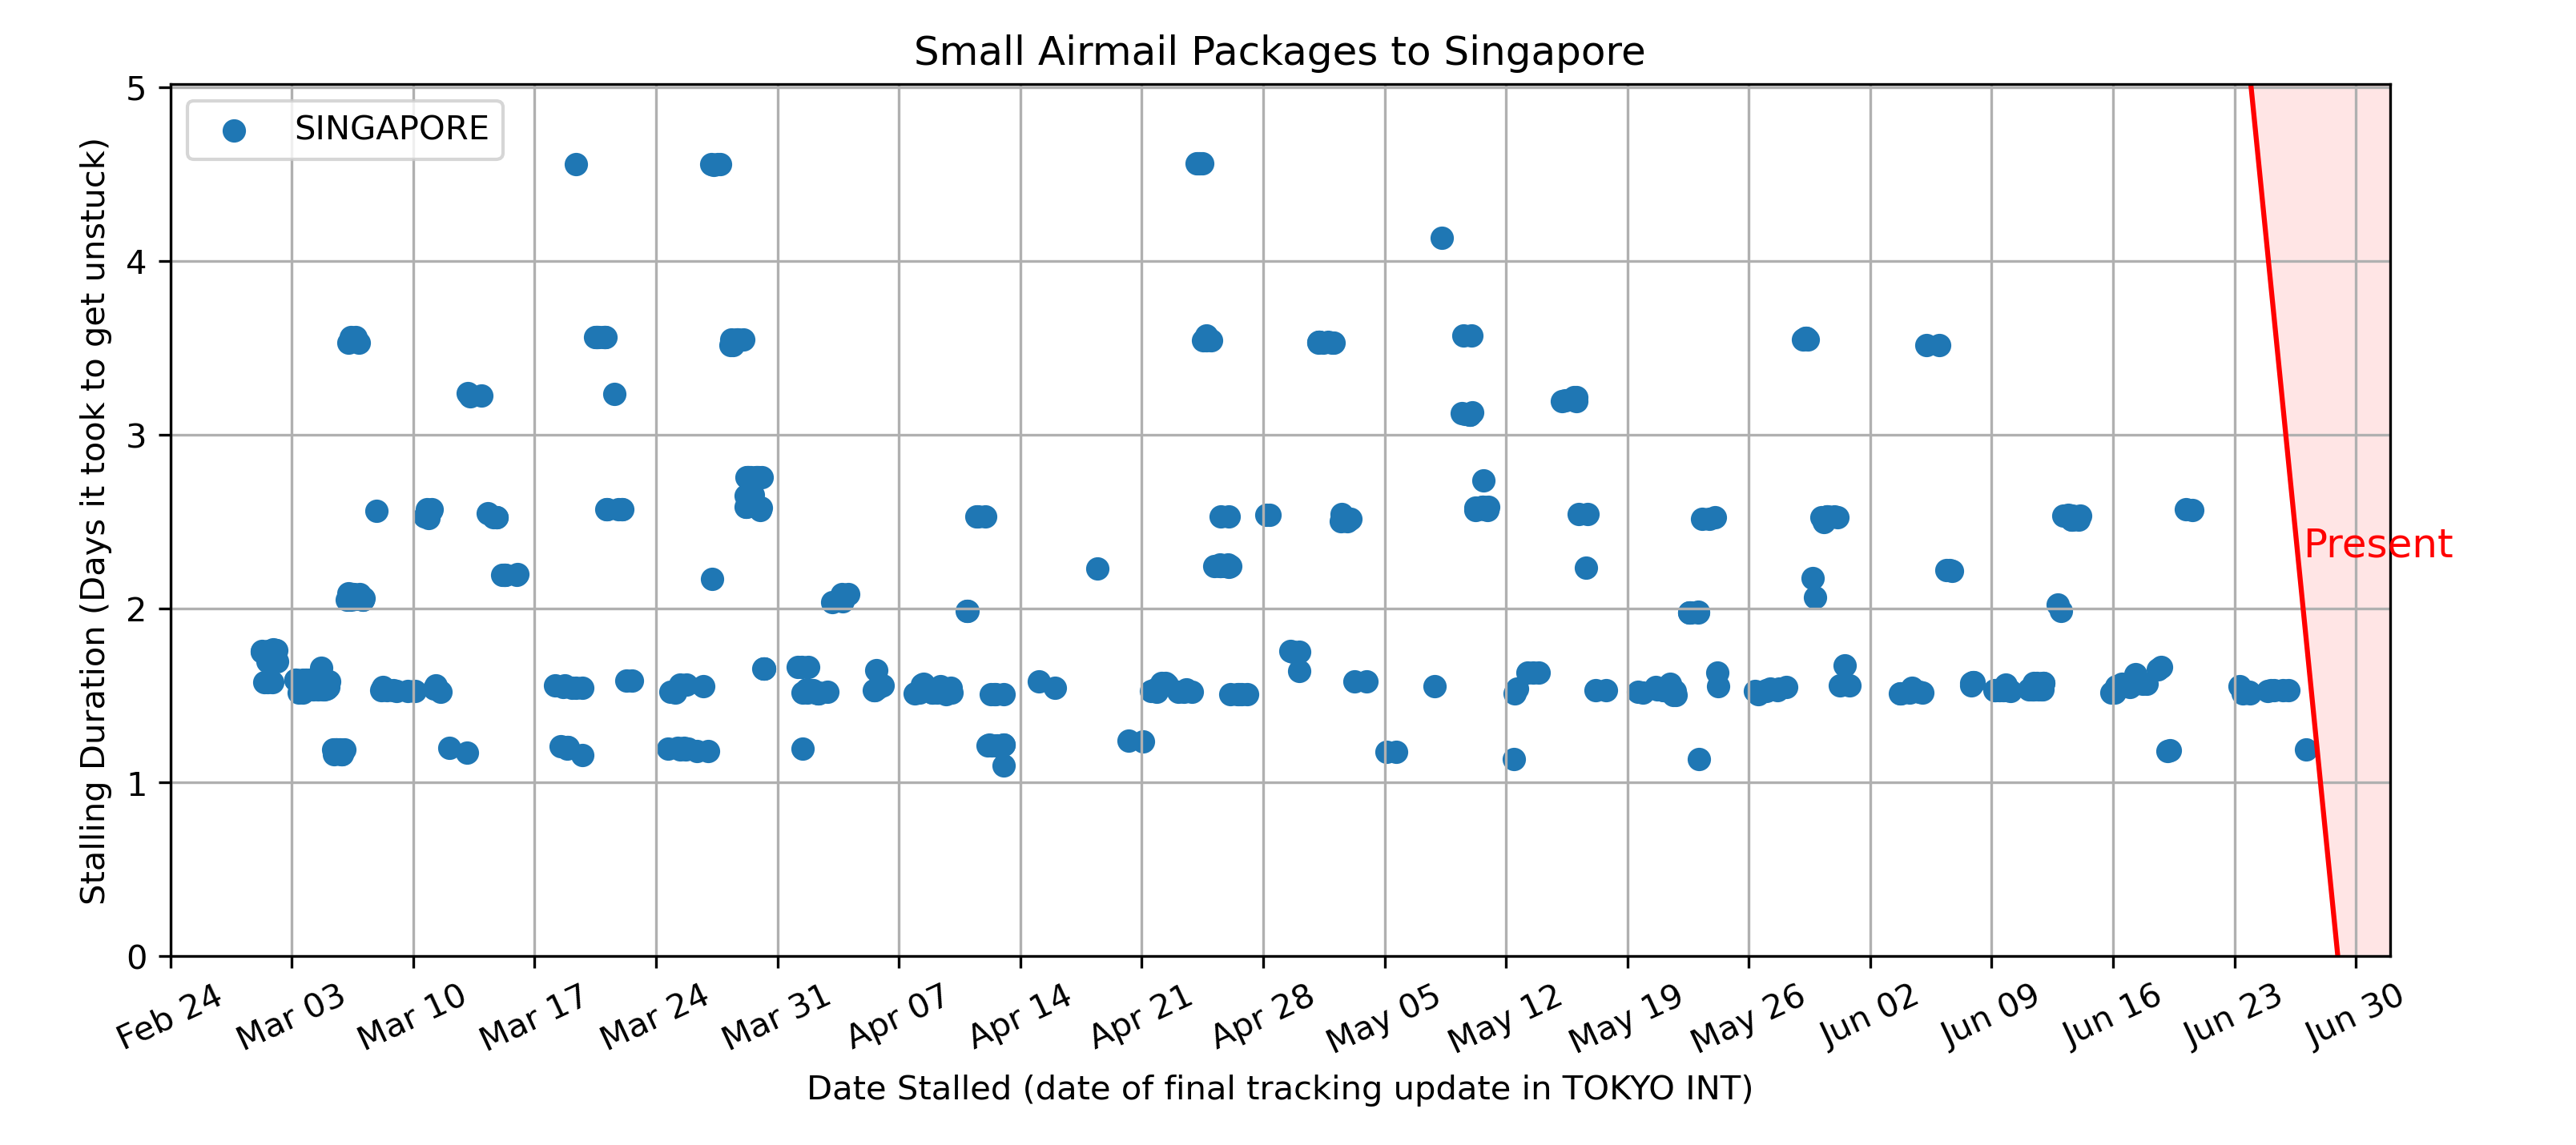 Small Airmail Packages to Singapore
SINGAPORE
Stalling Duration (Days it took to get unstuck)
5
4
3
2
1
0
Present
Feb 24
Mar 03
Mar 10
Mar 17
Mar 24
Mar 31
Apr 07
Apr 14
Apr 21
Apr 28
May 05
May 12
May 19
May 26
Jun 02
Jun 09
Jun 16
Jun 23
Jun 30
Date Stalled (date of final tracking update in TOKYO INT)